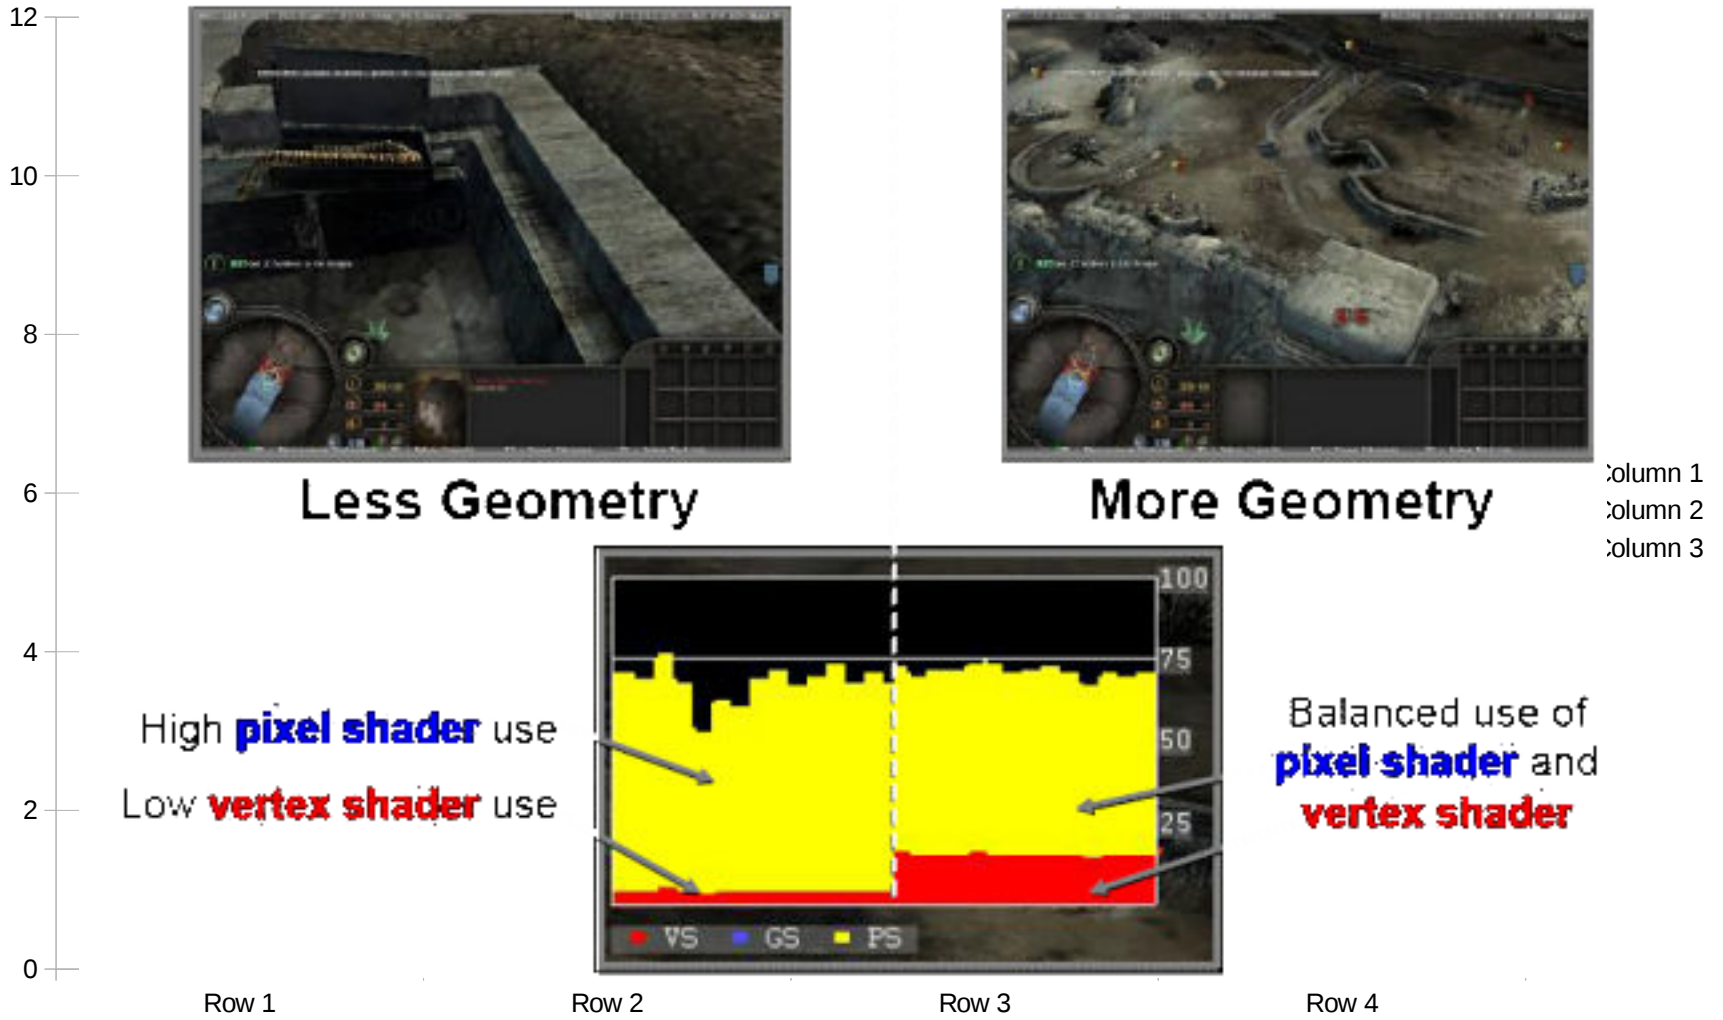 12
10
8
6
4
2
0
Less Geometry
More Geometry
Column 1
Column 2
Column 3
100
75
50
25
High pixel shader use
Low vertex shader use
Balanced use of
pixel shader and
vertex shader
VS GS PS
Row 1 Row 2 Row 3 Row 4